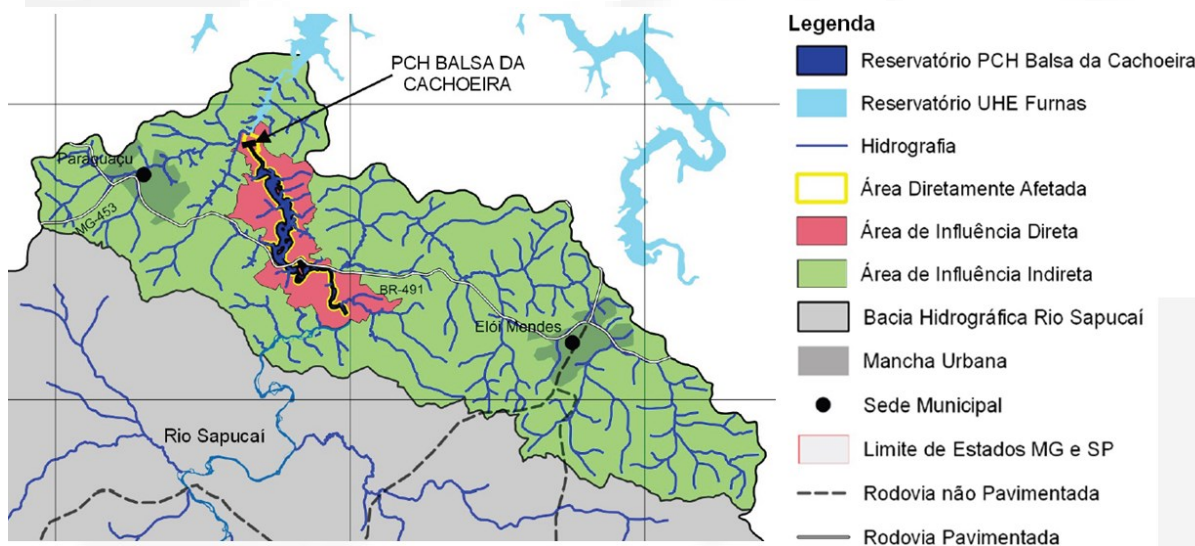 PCH BALSA DA
CACHOEIRA
Paraguaçu
MG-453
BR-491
Elói Mendes
Rio Sapucaí
Legenda
Reservatório PCH Balsa da Cachoeira
Reservatório UHE Furnas
Hidrografia
Área Diretamente Afetada
Área de Influência Direta
Área de Influência Indireta
Bacia Hidrográfica Rio Sapucaí
Mancha Urbana
Sede Municipal
Limite de Estados MG e SP
Rodovia não Pavimentada
Rodovia Pavimentada